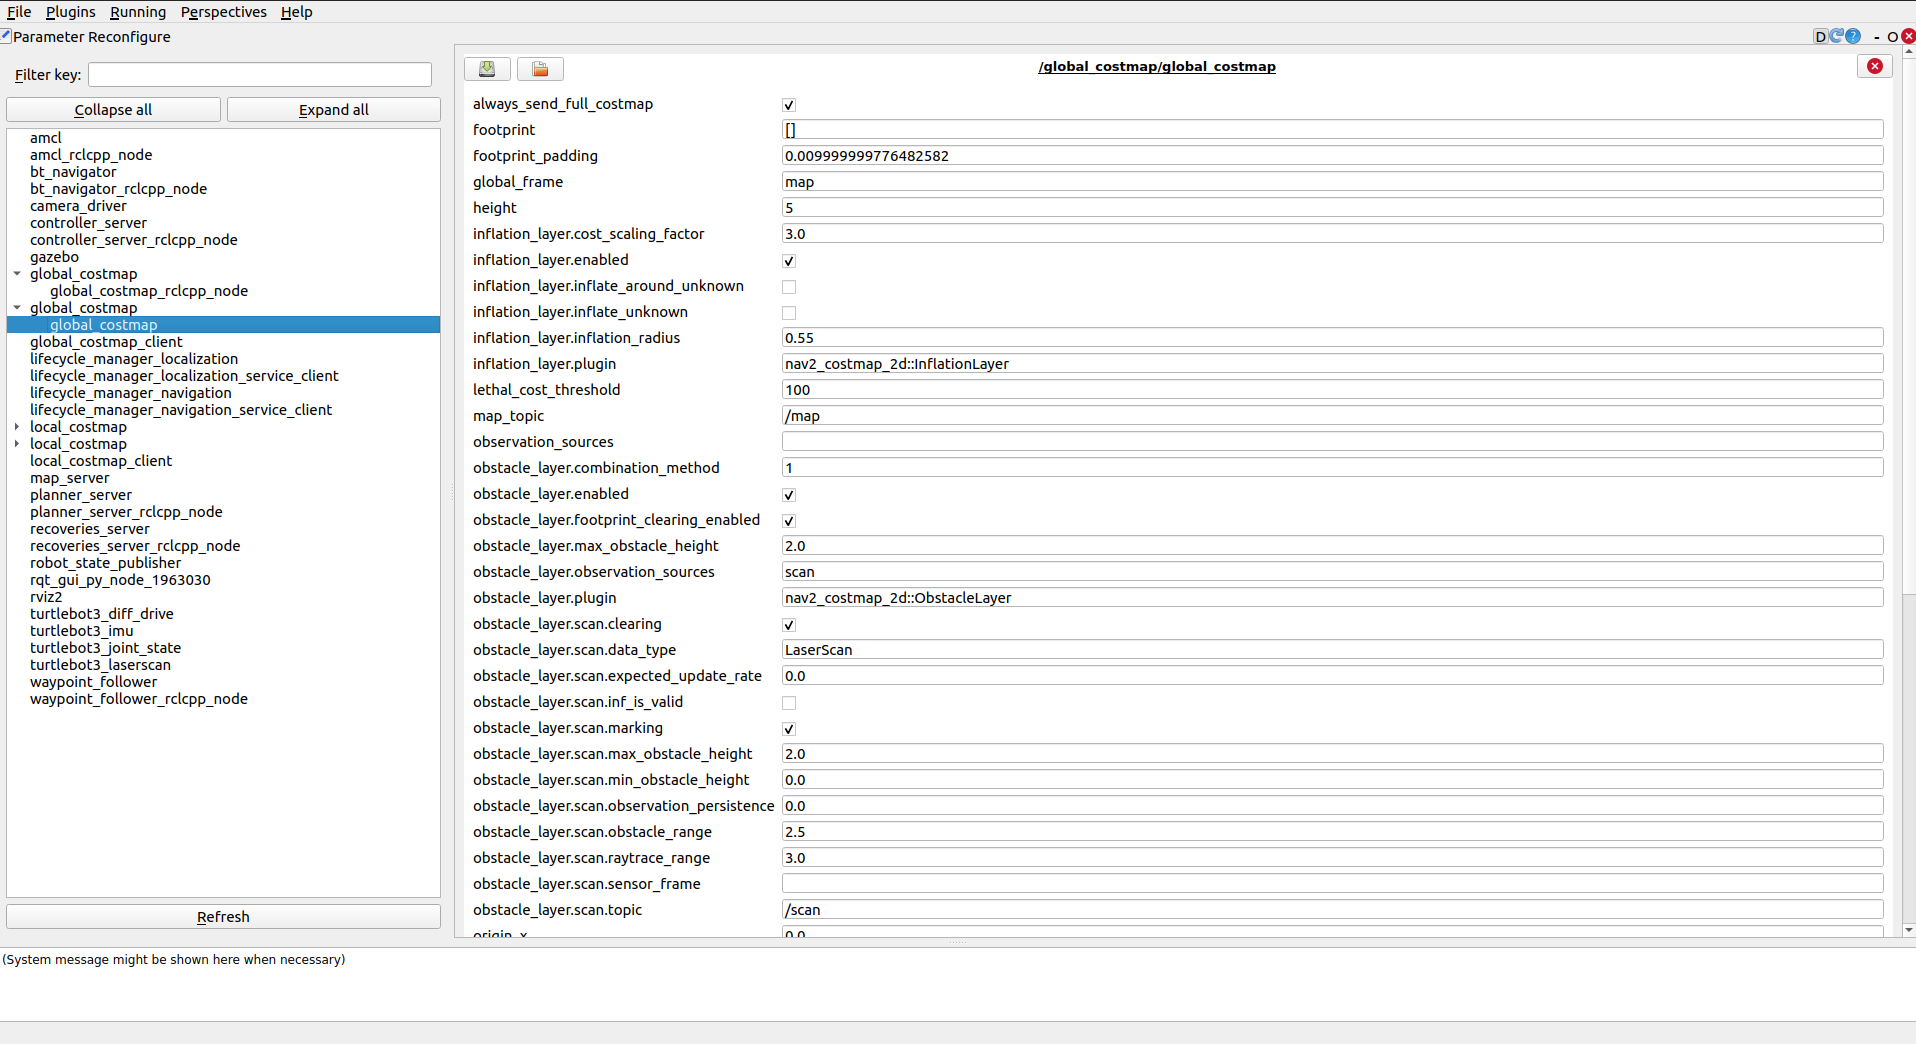 File Plugins Running Perspectives Help
Parameter Reconfigure
D ? - O
Filter key:
Collapse all Expand all
amcl
amcl_rclcpp_node
bt_navigator
bt_navigator_rclcpp_node
camera_driver
controller_server
controller_server_rclcpp_node
gazebo
global_costmap
global_costmap_rclcpp_node
global_costmap
global_costmap
global_costmap_client
lifecycle_manager_localization
lifecycle_manager_localization_service_client
lifecycle_manager_navigation
lifecycle_manager_navigation_service_client
local_costmap
local_costmap
local_costmap_client
map_server
planner_server
planner_server_rclcpp_node
recoveries_server
recoveries_server_rclcpp_node
robot_state_publisher
rqt_gui_py_node_1963030
rviz2
turtlebot3_diff_drive
turtlebot3_imu
turtlebot3_joint_state
turtlebot3_laserscan
waypoint_follower
waypoint_follower_rclcpp_node
Refresh
/global_costmap/global_costmap
always_send_full_costmap
footprint []
footprint_padding 0.009999999776482582
global_frame map
height 5
inflation_layer.cost_scaling_factor 3.0
inflation_layer.enabled
inflation_layer.inflate_around_unknown
inflation_layer.inflate_unknown
inflation_layer.inflation_radius 0.55
inflation_layer.plugin nav2_costmap_2d::InflationLayer
lethal_cost_threshold 100
map_topic /map
observation_sources
obstacle_layer.combination_method 1
obstacle_layer.enabled
obstacle_layer.footprint_clearing_enabled
obstacle_layer.max_obstacle_height 2.0
obstacle_layer.observation_sources scan
obstacle_layer.plugin nav2_costmap_2d::ObstacleLayer
obstacle_layer.scan.clearing
obstacle_layer.scan.data_type LaserScan
obstacle_layer.scan.expected_update_rate 0.0
obstacle_layer.scan.inf_is_valid
obstacle_layer.scan.marking
obstacle_layer.scan.max_obstacle_height 2.0
obstacle_layer.scan.min_obstacle_height 0.0
obstacle_layer.scan.observation_persistence 0.0
obstacle_layer.scan.obstacle_range 2.5
obstacle_layer.scan.raytrace_range 3.0
obstacle_layer.scan.sensor_frame
obstacle_layer.scan.topic /scan
origin_x 0.0
(System message might be shown here when necessary)